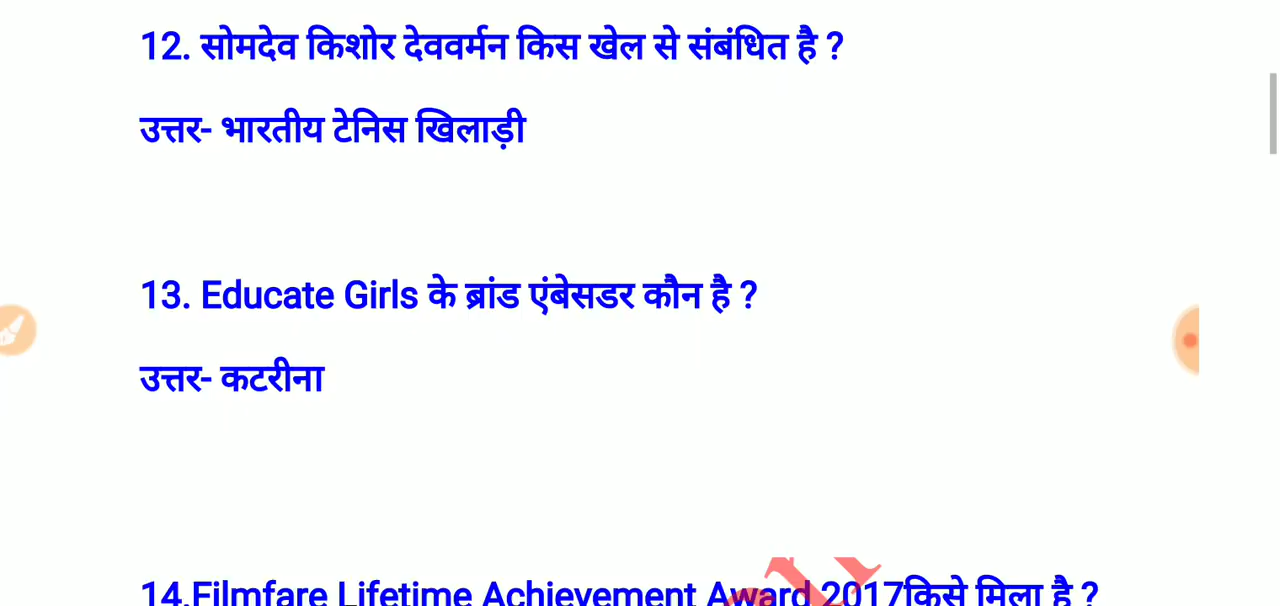 12. सोमदेव किशोर देववर्मन किस खेल से संबंधित है ?
उत्तर- भारतीय टेनिस खिलाड़ी
13. Educate Girls के ब्रांड एंबेसडर कौन है ?
उत्तर- कटरीना
14.Filmfare Lifetime Achievement Award 2017किसे मिला है ?